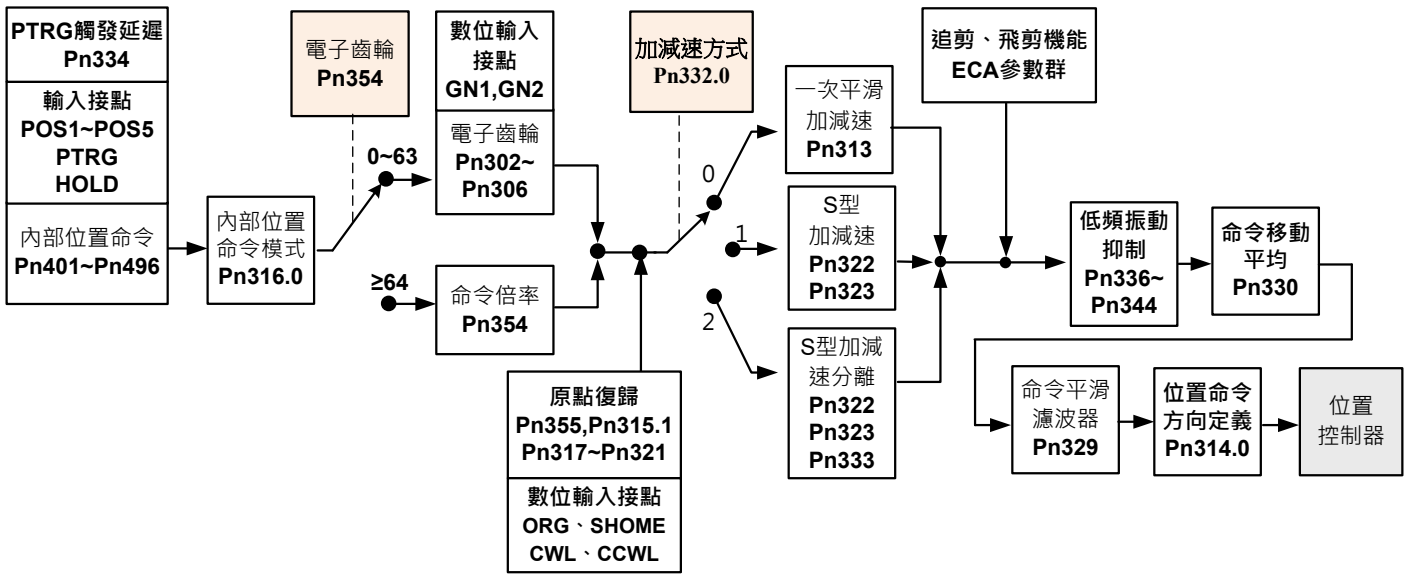 PTRG觸發延遲
Pn334
輸入接點
POS1~POS5
PTRG
HOLD
內部位置命令
Pn401~Pn496
內部位置
命令模式
Pn316.0
電子齒輪
Pn354
0~63
≥64
數位輸入
接點
GN1,GN2
電子齒輪
Pn302~
Pn306
命令倍率
Pn354
原點復歸
Pn355,Pn315.1
Pn317~Pn321
數位輸入接點
ORG、SHOME
CWL、CCWL
加減速方式
Pn332.0
0
1
2
一次平滑
加減速
Pn313
S型
加減速
Pn322
Pn323
S型加減
速分離
Pn322
Pn323
Pn333
追剪、飛剪機能
ECA參數群
低頻振動
抑制
Pn336~
Pn344
命令移動
平均
Pn330
命令平滑
濾波器
Pn329
位置命令
方向定義
Pn314.0
位置
控制器